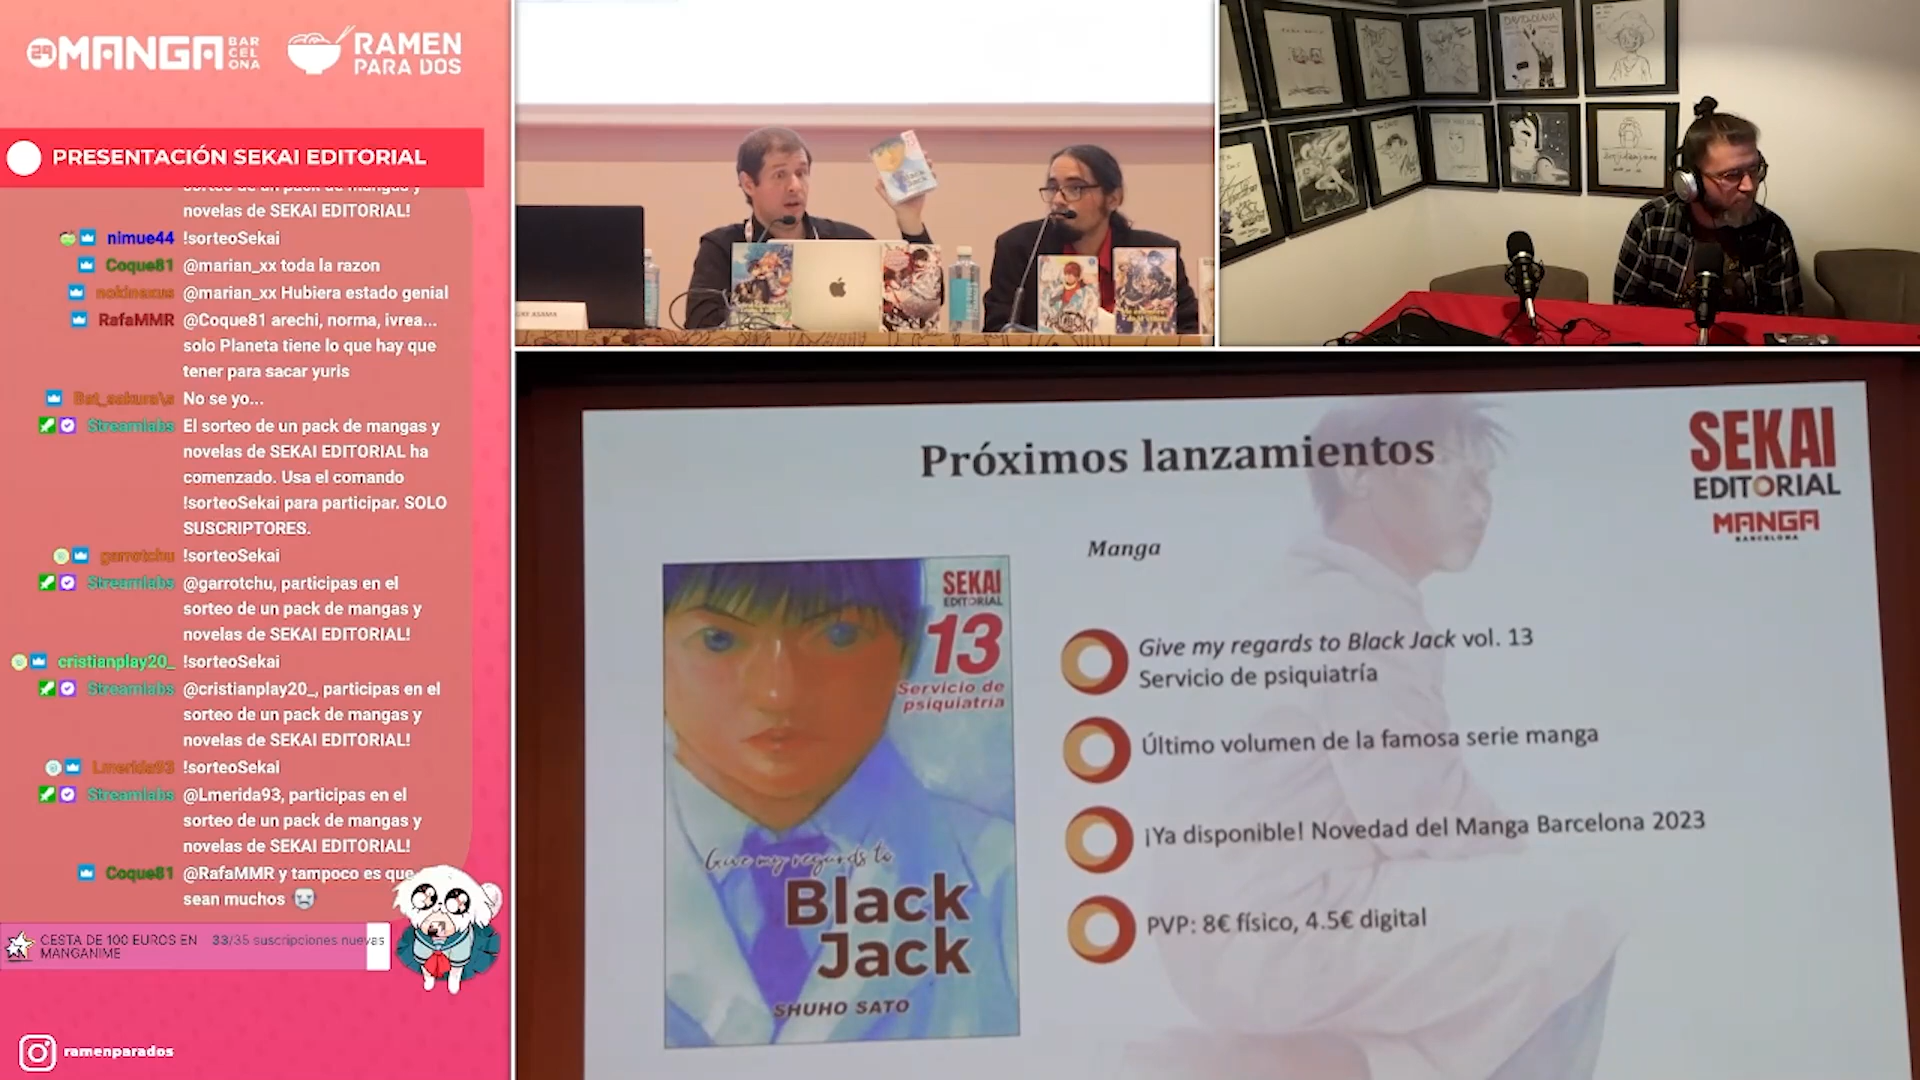 29 MANGA BARCELONA
RAMEN PARA DOS
PRESENTACIÓN SEKAI EDITORIAL
novelas de SEKAI EDITORIAL!
nimue44 !sorteoSekai
Coque81 @marian_xx toda la razon
nokinexus @marian_xx Hubiera estado genial
RafaMMR @Coque81 arechi, norma, ivrea...
solo Planeta tiene lo que hay que
tener para sacar yuris
Bat_sakura\s No se yo...
Streamlabs El sorteo de un pack de mangas y
novelas de SEKAI EDITORIAL ha
comenzado. Usa el comando
!sorteoSekai para participar. SOLO
SUSCRIPTORES.
garrotchu !sorteoSekai
Streamlabs @garrotchu, participas en el
sorteo de un pack de mangas y
novelas de SEKAI EDITORIAL!
cristianplay20_ !sorteoSekai
Streamlabs @cristianplay20_, participas en el
sorteo de un pack de mangas y
novelas de SEKAI EDITORIAL!
Lmerida93 !sorteoSekai
Streamlabs @Lmerida93, participas en el
sorteo de un pack de mangas y
novelas de SEKAI EDITORIAL!
Coque81 @RafaMMR y tampoco es que
sean muchos
CESTA DE 100 EUROS EN
MANGANIME
33/35 suscripciones nuevas
ramenparados
Black
Jack
ASAMA
Próximos lanzamientos
SEKAI
EDITORIAL
MANGA
BARCELONA
Manga
Give my regards to Black Jack vol. 13
Servicio de psiquiatría
Último volumen de la famosa serie manga
¡Ya disponible! Novedad del Manga Barcelona 2023
PVP: 8€ físico, 4.5€ digital
SEKAI
EDITORIAL
13
Servicio de
psiquiatría
Give my regards to
Black
Jack
SHUHO SATO